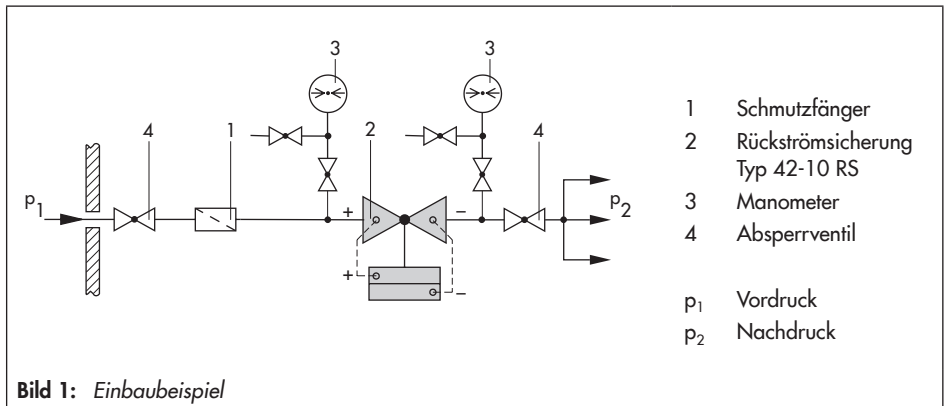 3
3
4
1
2
4
p1
+
−
p2
+
−
1 Schmutzfänger
2 Rückströmsicherung
Typ 42-10 RS
3 Manometer
4 Absperrventil
p1 Vordruck
p2 Nachdruck
Bild 1: Einbaubeispiel